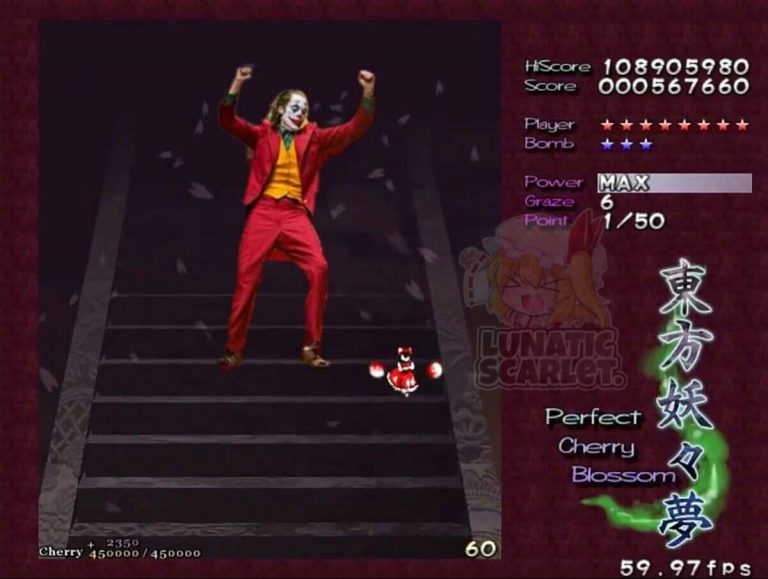 HiScore 108905980
Score 000567660
Player
Bomb
Power MAX
Graze 6
Point 1/50
LUNATIC
SCARLET.
東方妖々夢
Perfect
Cherry
Blossom
+ 2350
Cherry 450000/450000
60
59.97fps